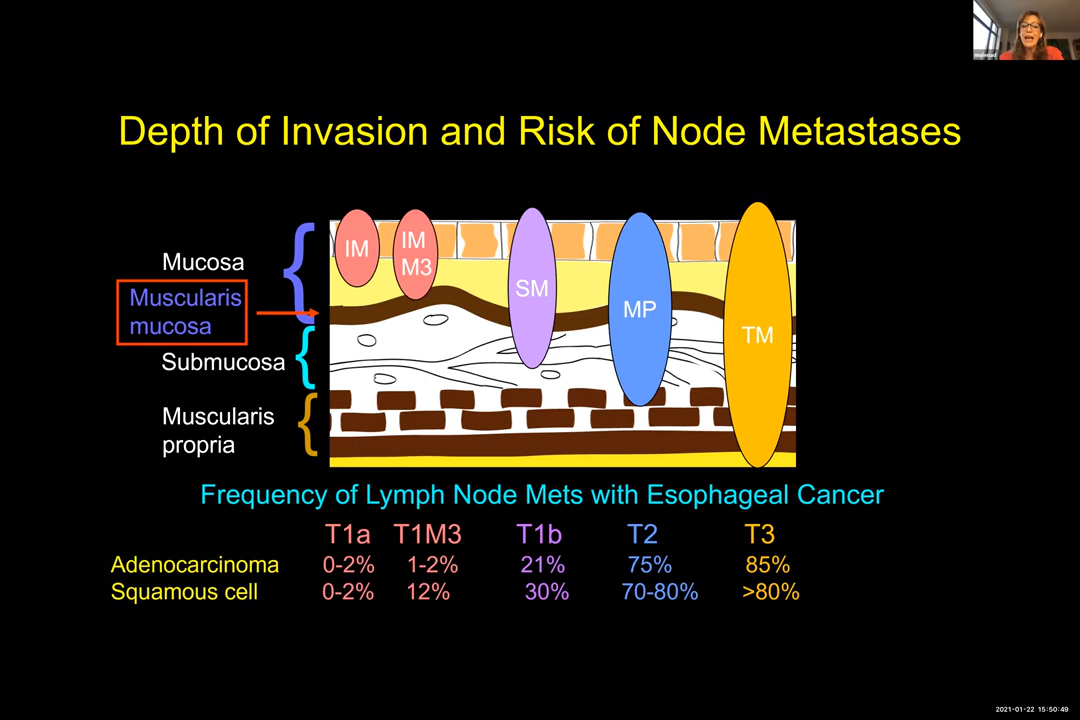 Depth of Invasion and Risk of Node Metastases
Mucosa
Muscularis
mucosa
Submucosa
Muscularis
propria
IM
IM
M3
SM
MP
TM
Frequency of Lymph Node Mets with Esophageal Cancer
T1a T1M3 T1b T2 T3
Adenocarcinoma 0-2% 1-2% 21% 75% 85%
Squamous cell 0-2% 12% 30% 70-80% >80%
2021-01-22 15:50:49